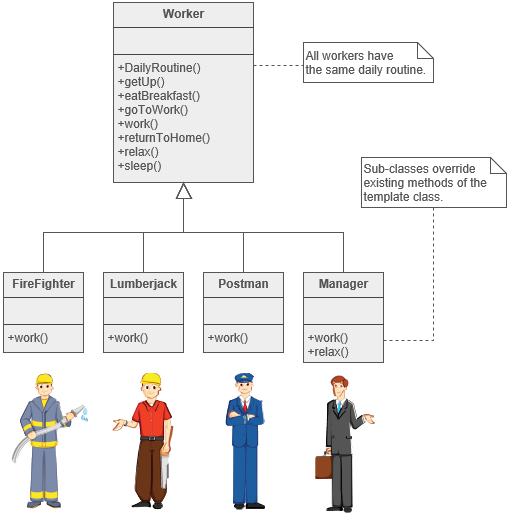 Worker
+DailyRoutine()
+getUp()
+eatBreakfast()
+goToWork()
+work()
+returnToHome()
+relax()
+sleep()
All workers have
the same daily routine.
Sub-classes override
existing methods of the
template class.
FireFighter
+work()
Lumberjack
+work()
Postman
+work()
Manager
+work()
+relax()